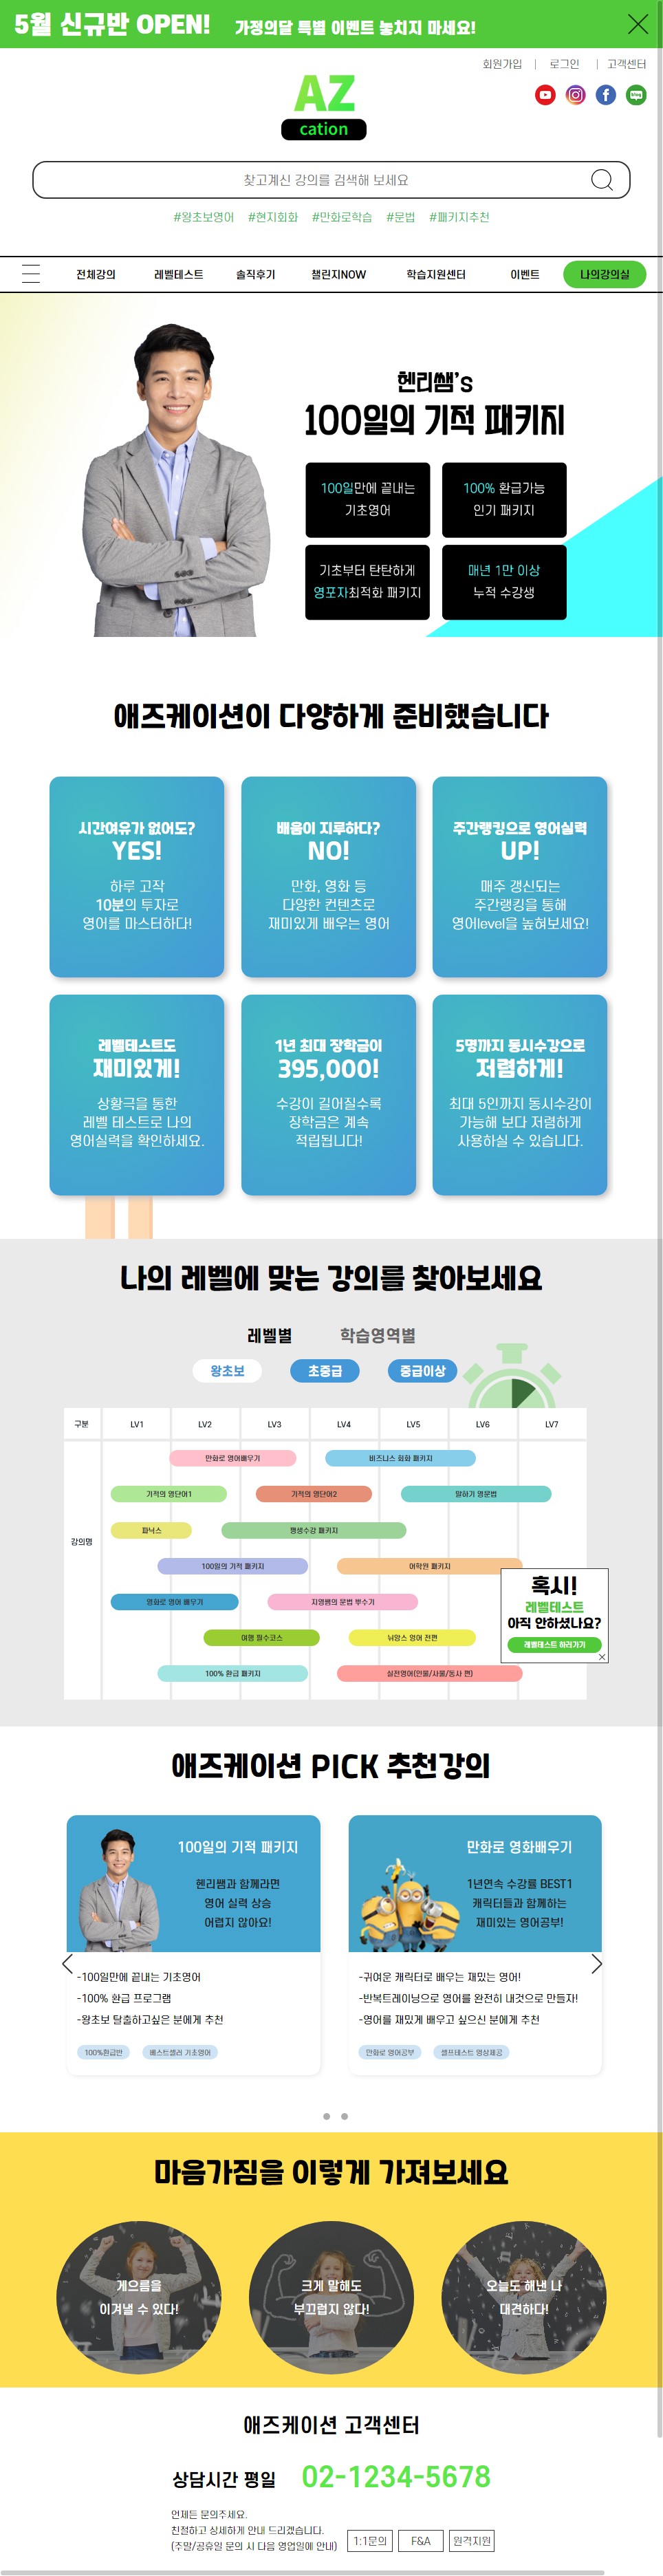 5월 신규반 OPEN! 가정의달 특별 이벤트 놓치지 마세요!
회원가입 | 로그인 | 고객센터
AZ
cation
찾고계신 강의를 검색해 보세요
#왕초보영어 #현지회화 #만화로학습 #문법 #패키지추천
전체강의 레벨테스트 솔직후기 챌린지NOW 학습지원센터 이벤트 나의강의실
헨리쌤's
100일의 기적 패키지
100일만에 끝내는
기초영어
100% 환급가능
인기 패키지
기초부터 탄탄하게
영포자최적화 패키지
매년 1만 이상
누적 수강생
애즈케이션이 다양하게 준비했습니다
시간여유가 없어도?
YES!
하루 고작
10분의 투자로
영어를 마스터하다!
배움이 지루하다?
NO!
만화, 영화 등
다양한 컨텐츠로
재미있게 배우는 영어
주간랭킹으로 영어실력
UP!
매주 갱신되는
주간랭킹을 통해
영어level을 높혀보세요!
레벨테스트도
재미있게!
상황극을 통한
레벨 테스트로 나의
영어실력을 확인하세요.
1년 최대 장학금이
395,000!
수강이 길어질수록
장학금은 계속
적립됩니다!
5명까지 동시수강으로
저렴하게!
최대 5인까지 동시수강이
가능해 보다 저렴하게
사용하실 수 있습니다.
나의 레벨에 맞는 강의를 찾아보세요
레벨별 학습영역별
왕초보 초중급 중급이상
구분 LV1 LV2 LV3 LV4 LV5 LV6 LV7
만화로 영어배우기 비즈니스 회화 패키지
기적의 영단어1 기적의 영단어2 말하기 영문법
파닉스 평생수강 패키지
강의명
100일의 기적 패키지 어학원 패키지
영화로 영어 배우기 지영쌤의 문법 뿌수기
여행 필수코스 뉘앙스 영어 전편
100% 환급 패키지 실전영어(인물/사물/동사 편)
혹시!
레벨테스트
아직 안하셨나요?
레벨테스트 하러가기
애즈케이션 PICK 추천강의
100일의 기적 패키지
헨리쌤과 함께라면
영어 실력 상승
어렵지 않아요!
-100일만에 끝내는 기초영어
-100% 환급 프로그램
-왕초보 탈출하고싶은 분에게 추천
100%환급반 베스트셀러 기초영어
만화로 영화배우기
1년연속 수강률 BEST1
캐릭터들과 함께하는
재미있는 영어공부!
-귀여운 캐릭터로 배우는 재밌는 영어!
-반복트레이닝으로 영어를 완전히 내것으로 만들자!
-영어를 재밌게 배우고 싶으신 분에게 추천
만화로 영어공부 셀프테스트 영상제공
마음가짐을 이렇게 가져보세요
게으름을
이겨낼 수 있다!
크게 말해도
부끄럽지 않다!
오늘도 해낸 나
대견하다!
애즈케이션 고객센터
상담시간 평일 02-1234-5678
언제든 문의주세요.
친절하고 상세하게 안내 드리겠습니다.
(주말/공휴일 문의 시 다음 영업일에 안내) 1:1문의 F&A 원격지원